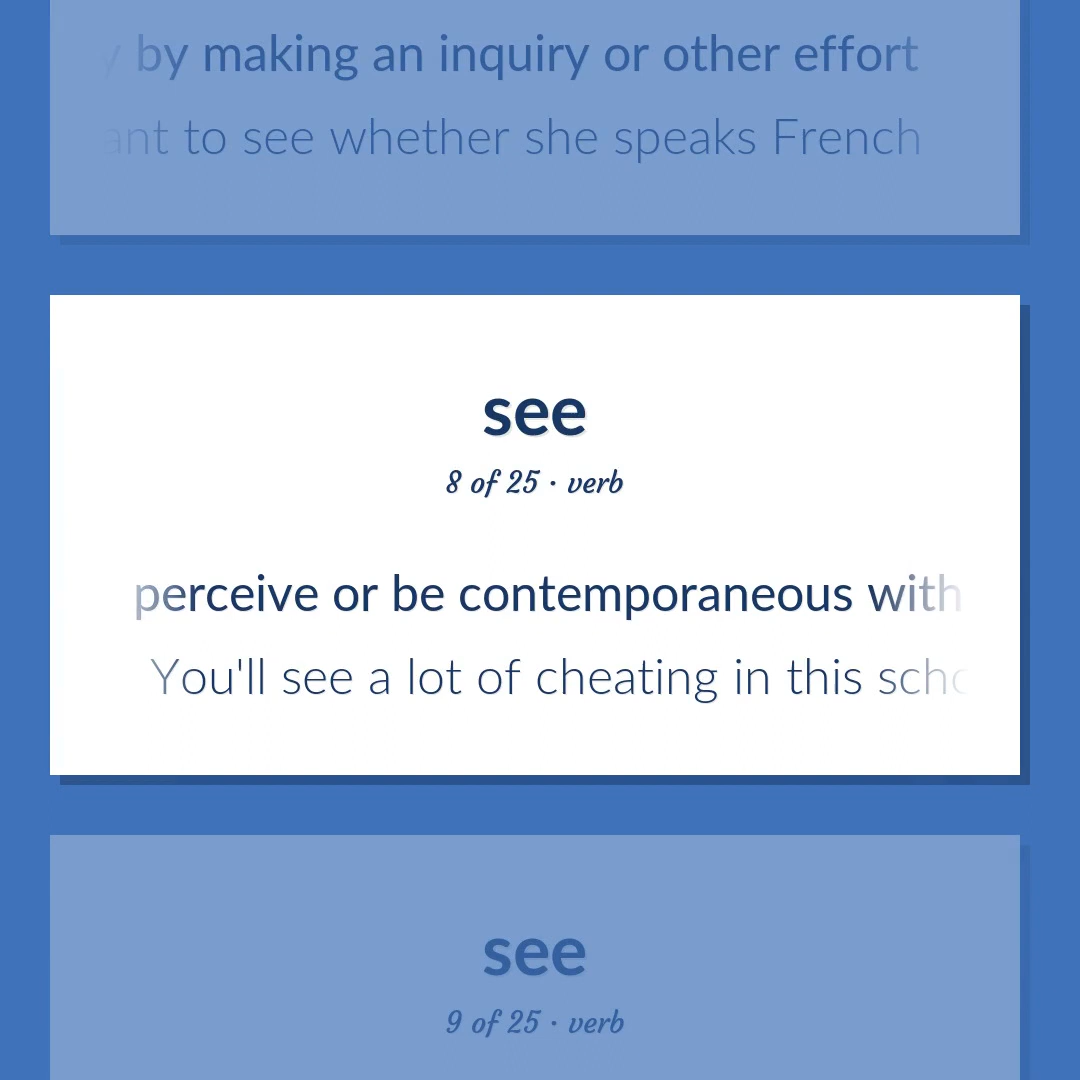 by making an inquiry or other effort
to see whether she speaks French
see
8 of 25 · verb
perceive or be contemporaneous with
You'll see a lot of cheating in this
see
9 of 25 · verb